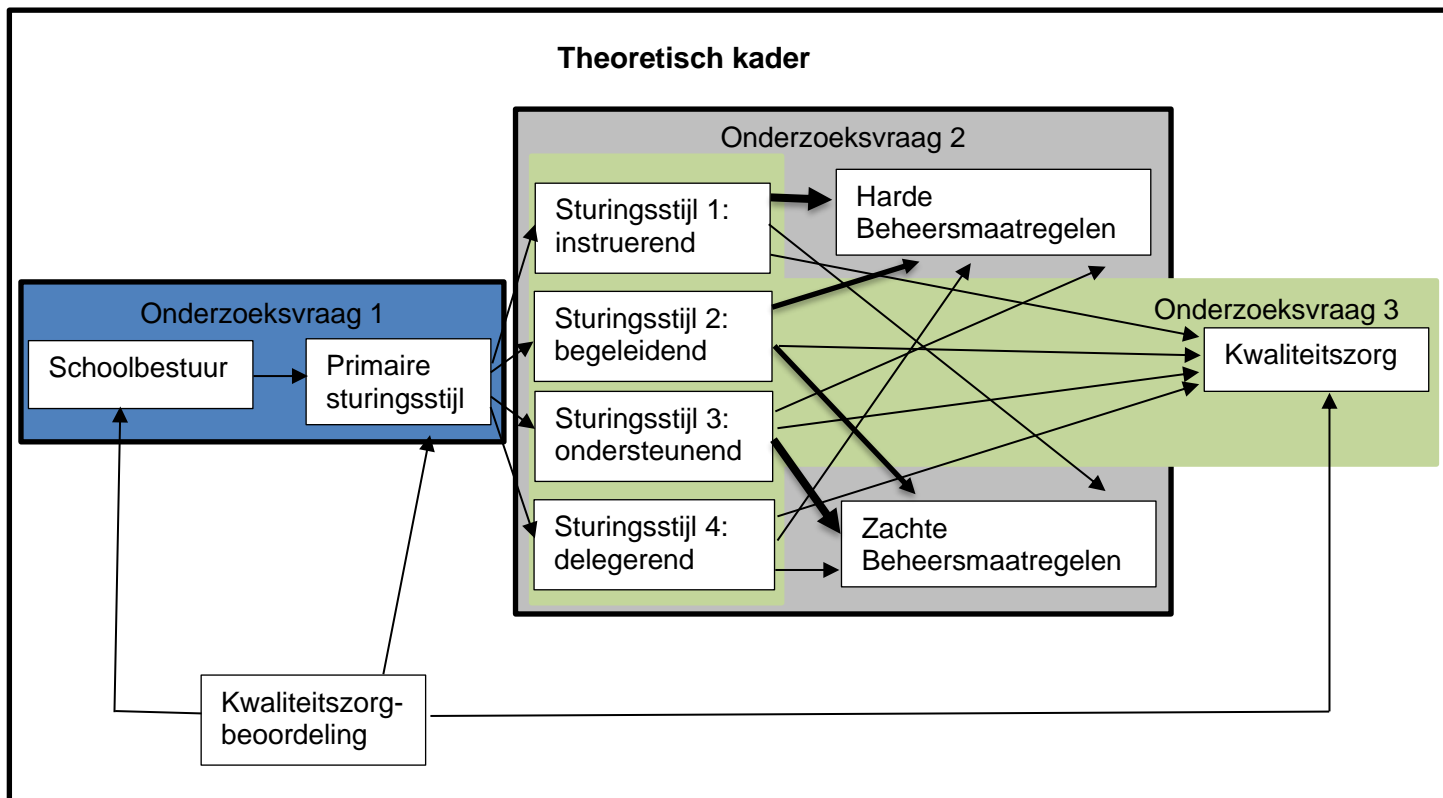 Theoretisch kader
Onderzoeksvraag 2
Sturingsstijl 1:
instruerend
Harde
Beheersmaatregelen
Onderzoeksvraag 1
Schoolbestuur
Primaire
sturingsstijl
Sturingsstijl 2:
begeleidend
Onderzoeksvraag 3
Kwaliteitszorg
Sturingsstijl 3:
ondersteunend
Sturingsstijl 4:
delegerend
Zachte
Beheersmaatregelen
Kwaliteitszorg-
beoordeling